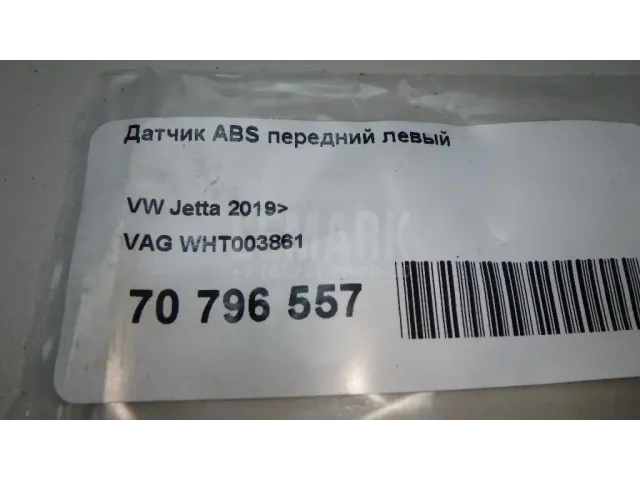 Датчик ABS передний левый
VW Jetta 2019>
VAG WHT003861
70 796 557